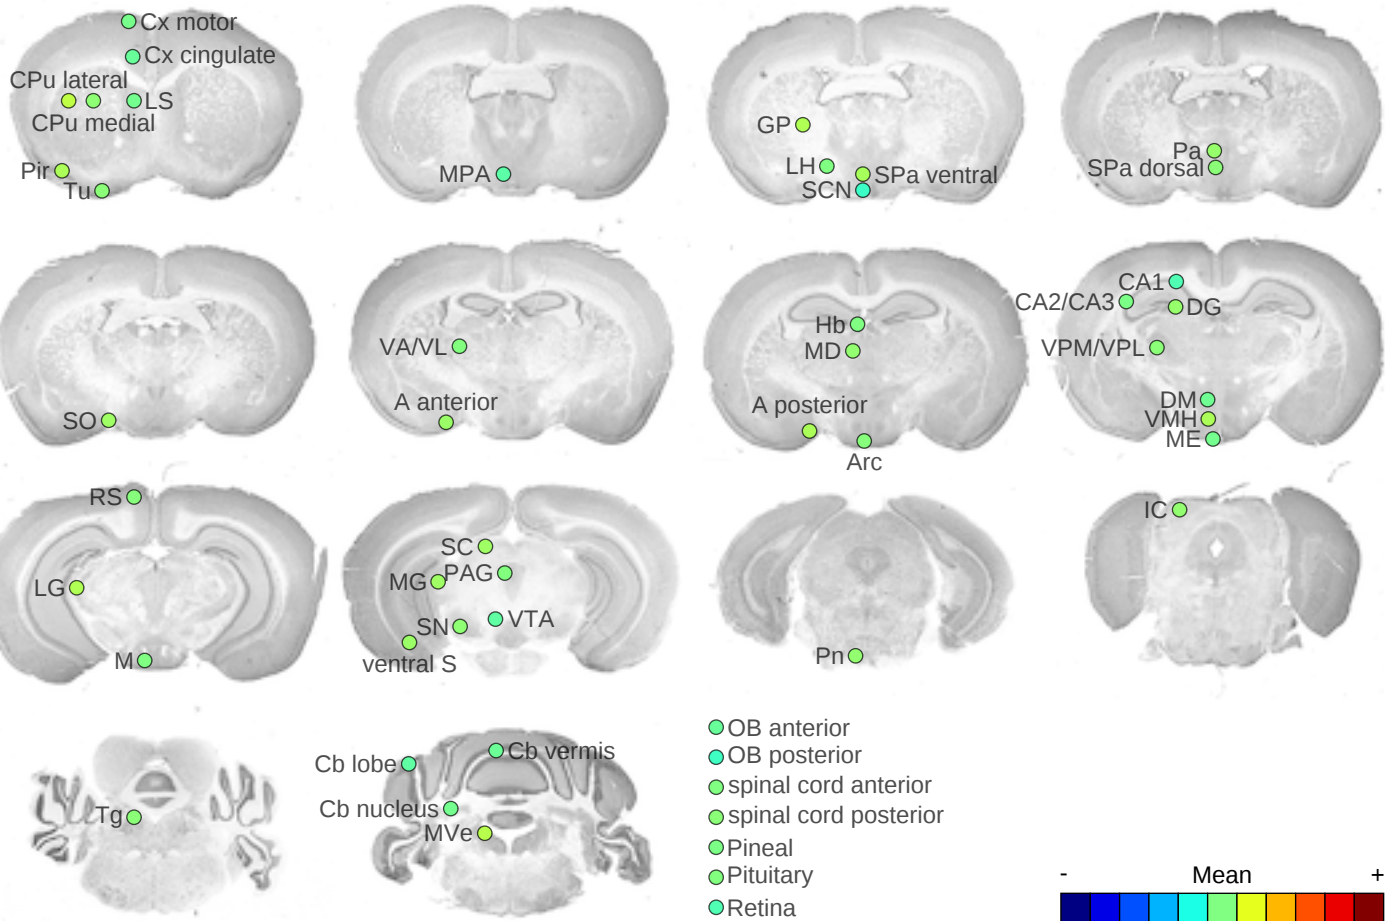 Cx motor
Cx cingulate
CPu lateral
LS
CPu medial
Pir
Tu
MPA
GP
LH
SPa ventral
SCN
Pa
SPa dorsal
SO
VA/VL
A anterior
Hb
MD
A posterior
Arc
CA1
CA2/CA3
DG
VPM/VPL
DM
VMH
ME
RS
LG
M
SC
MG
PAG
SN
VTA
ventral S
Pn
IC
Tg
Cb lobe
Cb vermis
Cb nucleus
MVe
OB anterior
OB posterior
spinal cord anterior
spinal cord posterior
Pineal
Pituitary
Retina
- Mean +